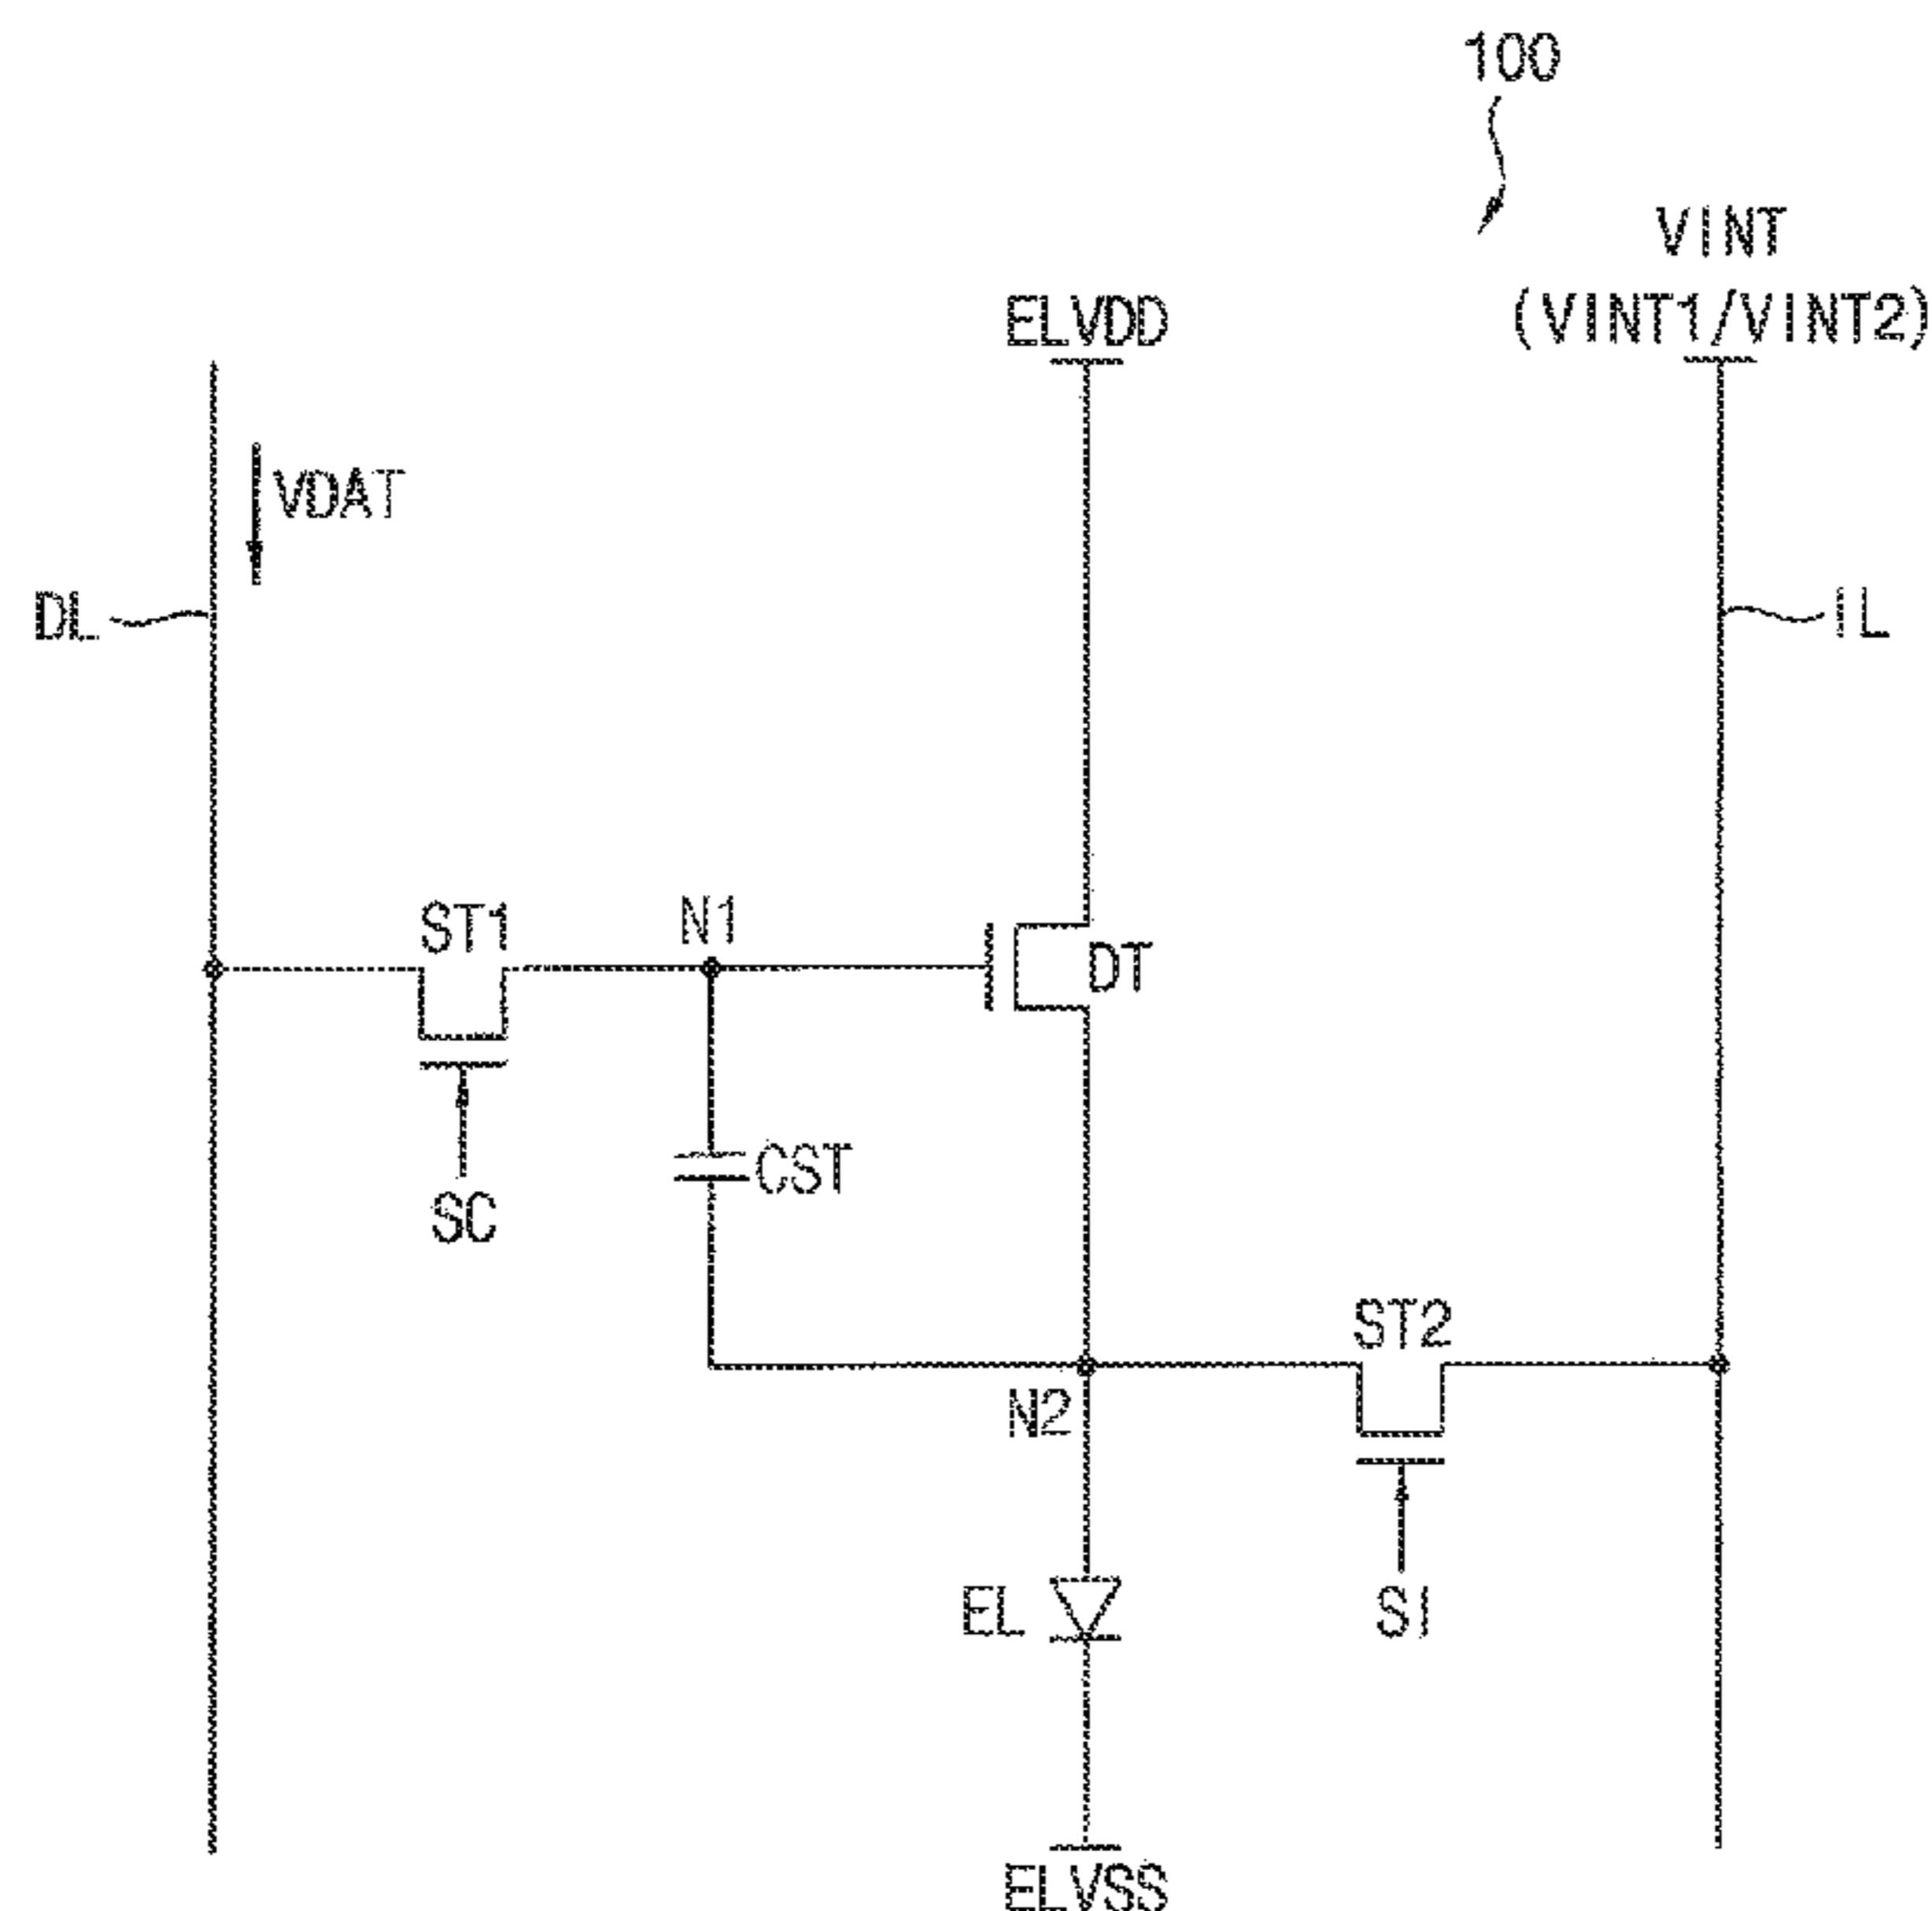 100
VINT
(VINT1/VINT2)
ELVDD
VDAT
DL
IL
ST1
N1
DT
CST
SC
ST2
N2
EL
SI
ELVSS